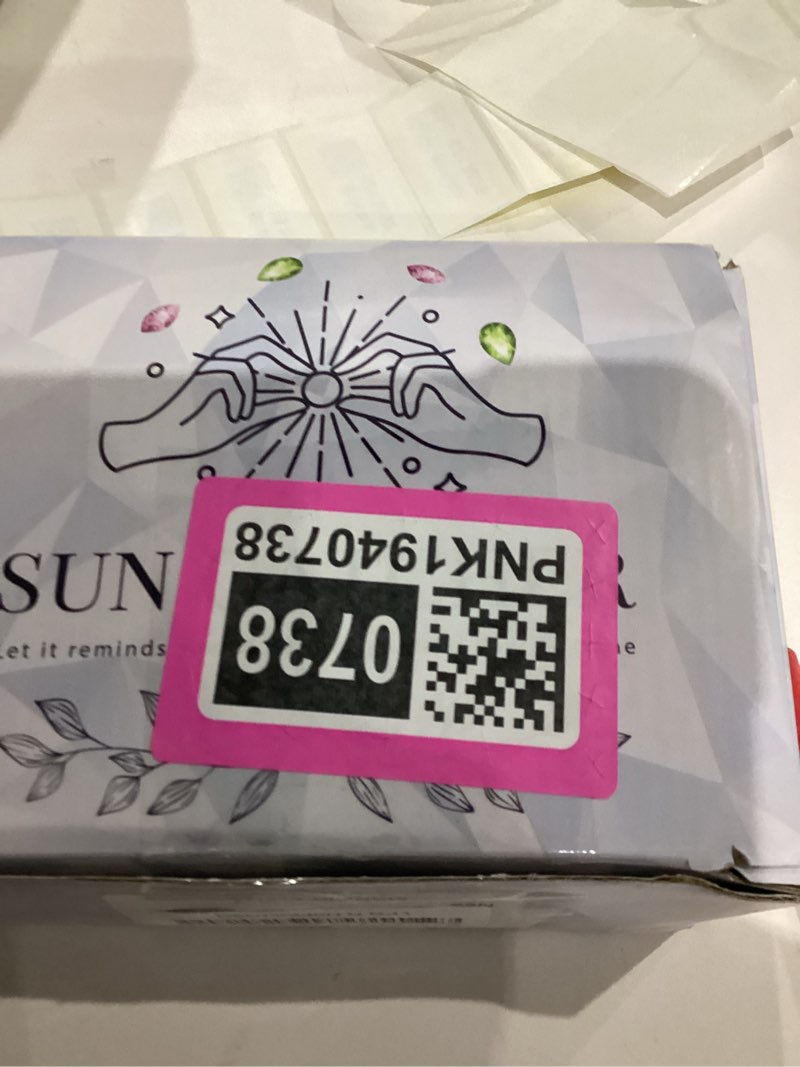 SUN R
Let it reminds
PNK1940738
0738